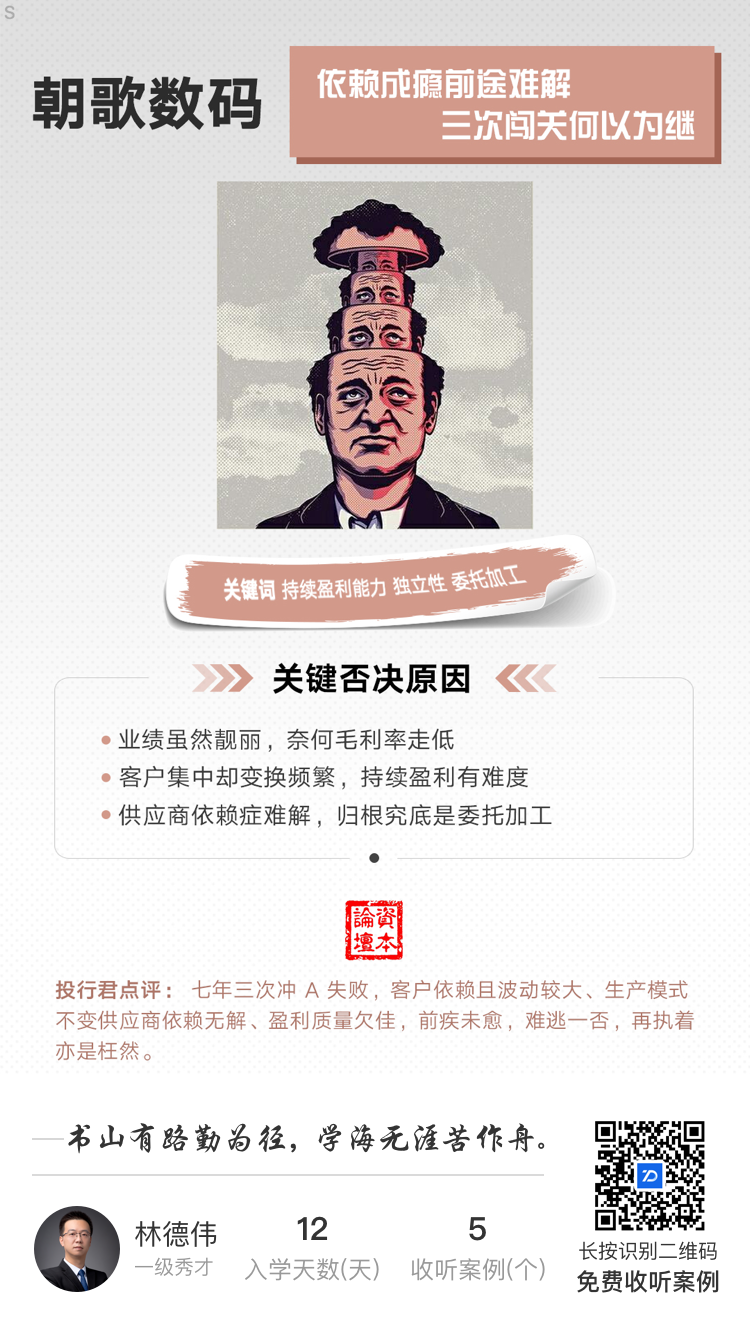 S
朝歌数码
依赖成瘾前途难解
三次闯关何以为继
关键词 持续盈利能力 独立性 委托加工
关键否决原因
业绩虽然靓丽，奈何毛利率走低
客户集中却变换频繁，持续盈利有难度
供应商依赖症难解，归根究底是委托加工
論資
壇本
投行君点评： 七年三次冲 A 失败，客户依赖且波动较大、生产模式
不变供应商依赖无解、盈利质量欠佳，前疾未愈，难逃一否，再执着
亦是枉然。
书山有路勤为径，学海无涯苦作舟。
林德伟
一级秀才
12
入学天数(天)
5
收听案例(个)
长按识别二维码
免费收听案例